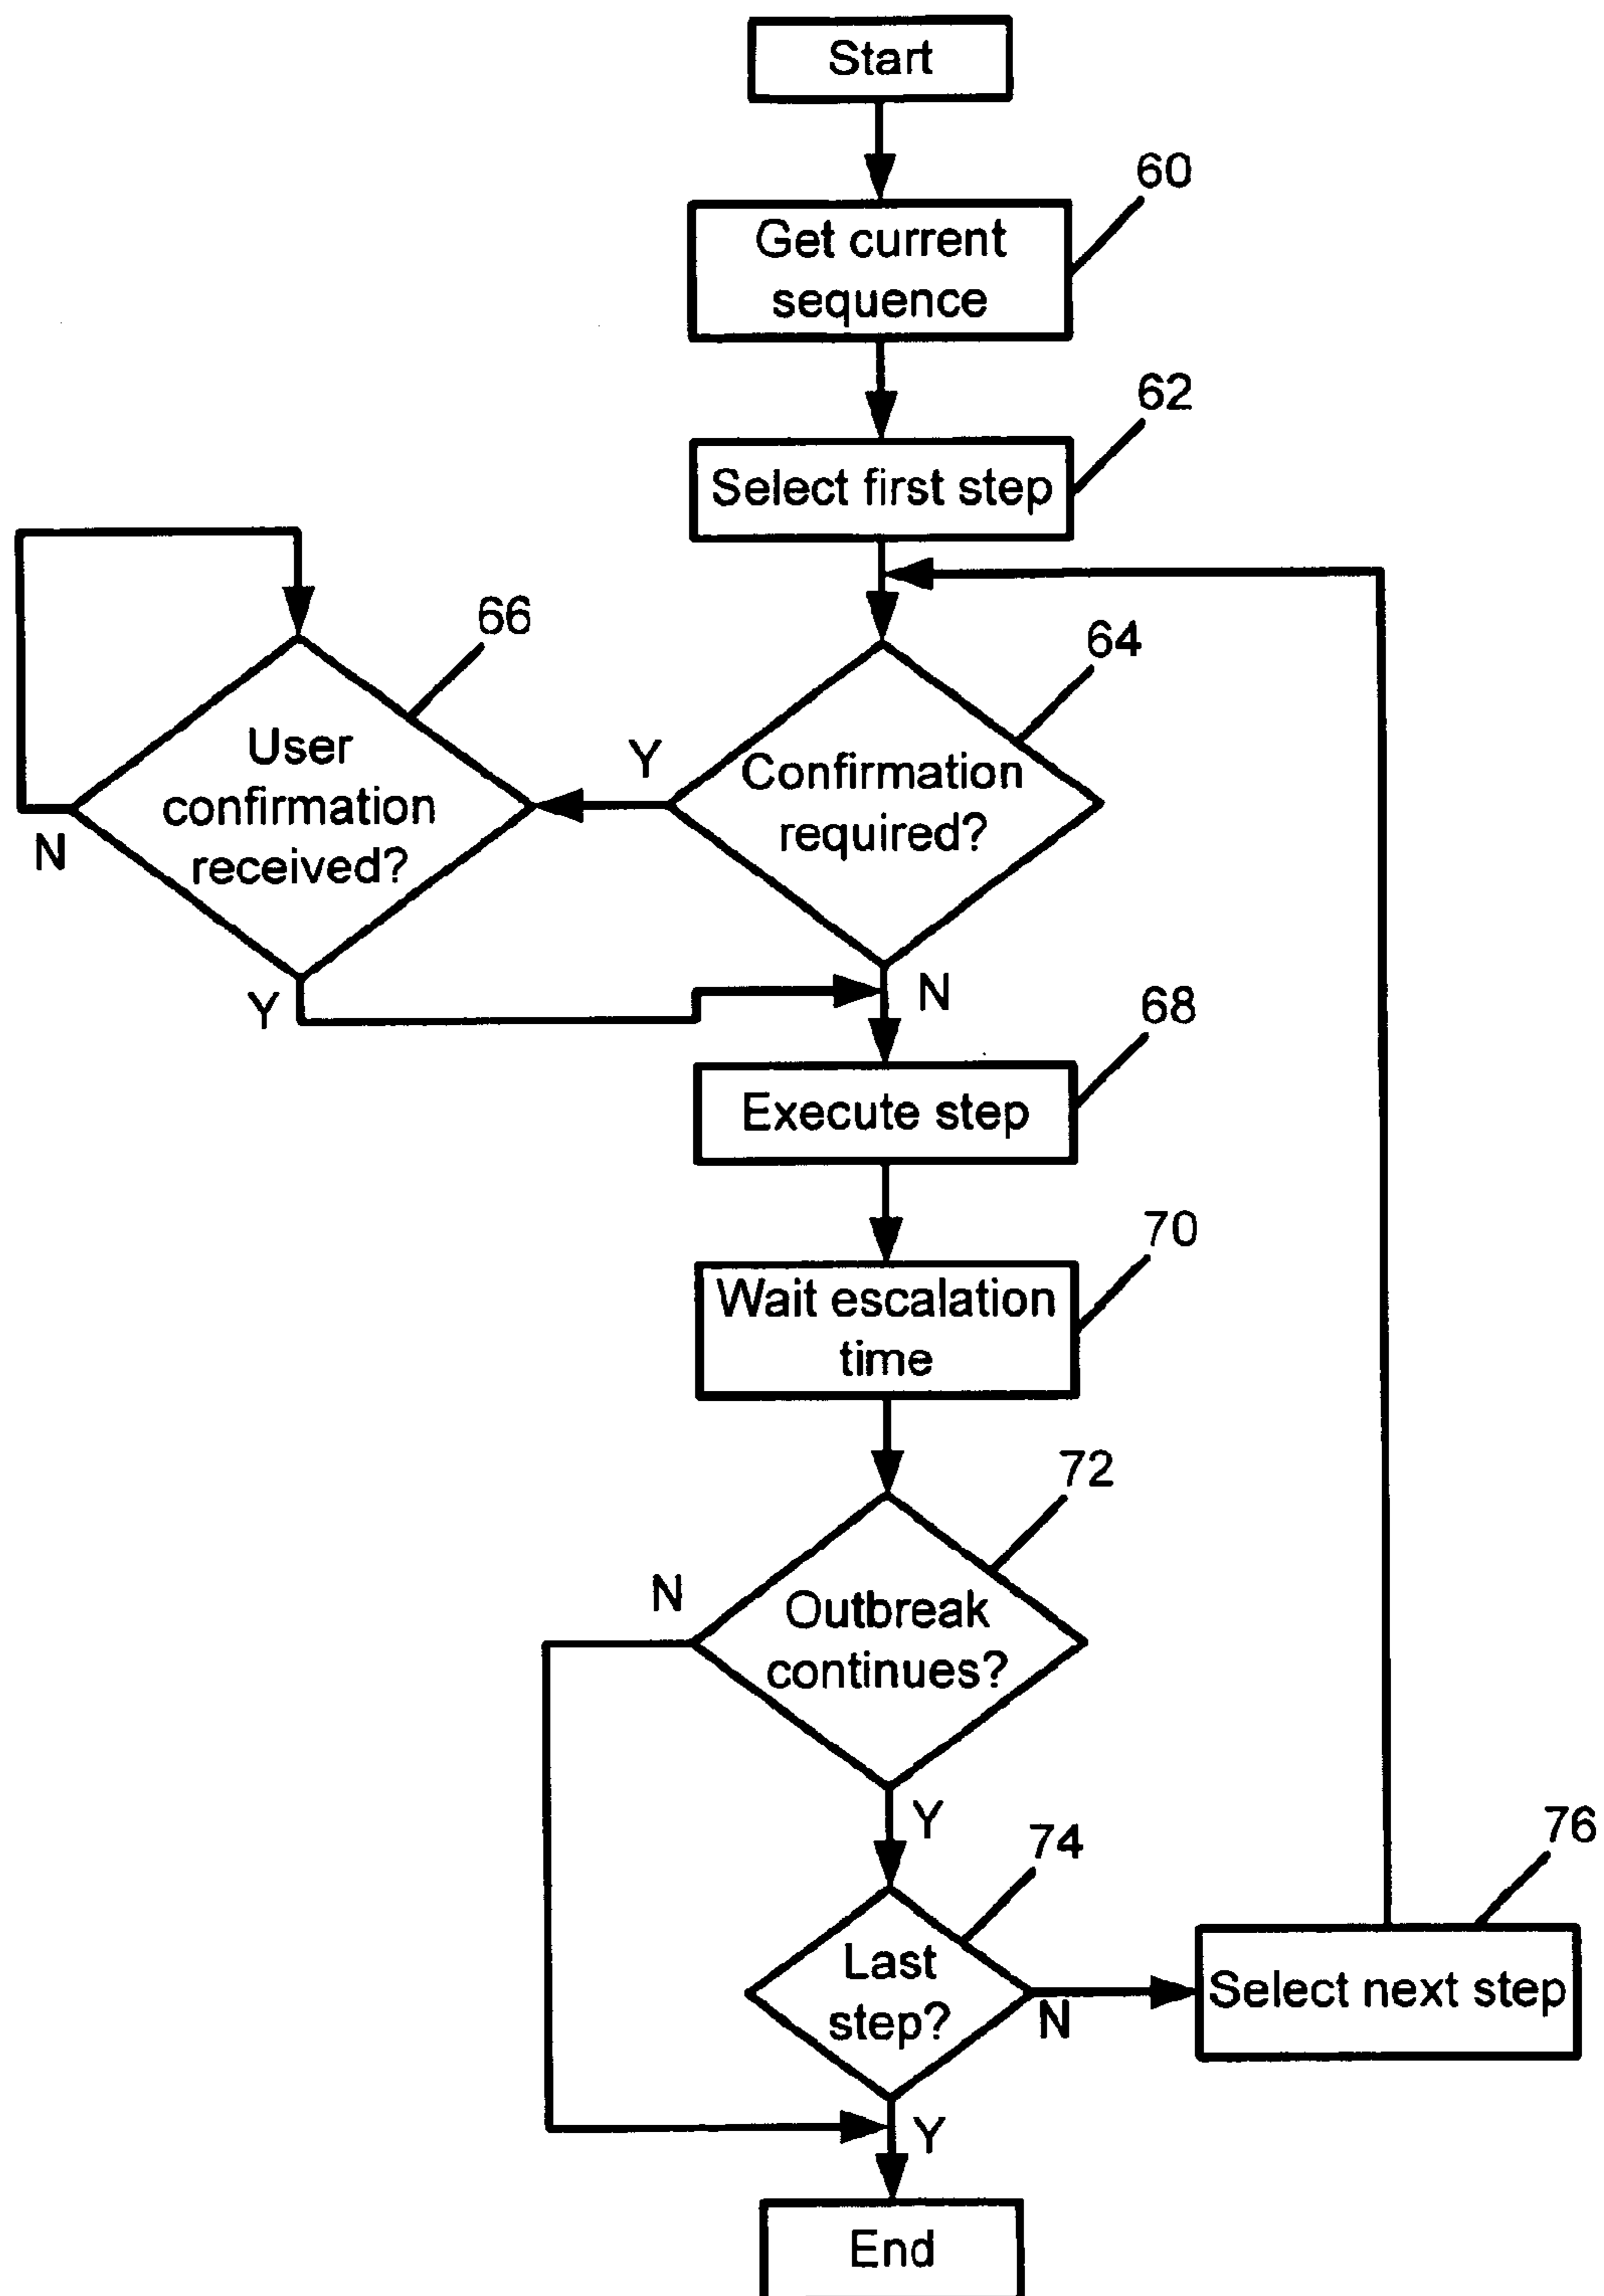 Start
60
Get current
sequence
62
Select first step
66
64
User
confirmation
received?
Y
Confirmation
required?
N
Y
N
68
Execute step
70
Wait escalation
time
72
N
Outbreak
continues?
Y
74
76
Last
step?
N
Select next step
Y
End